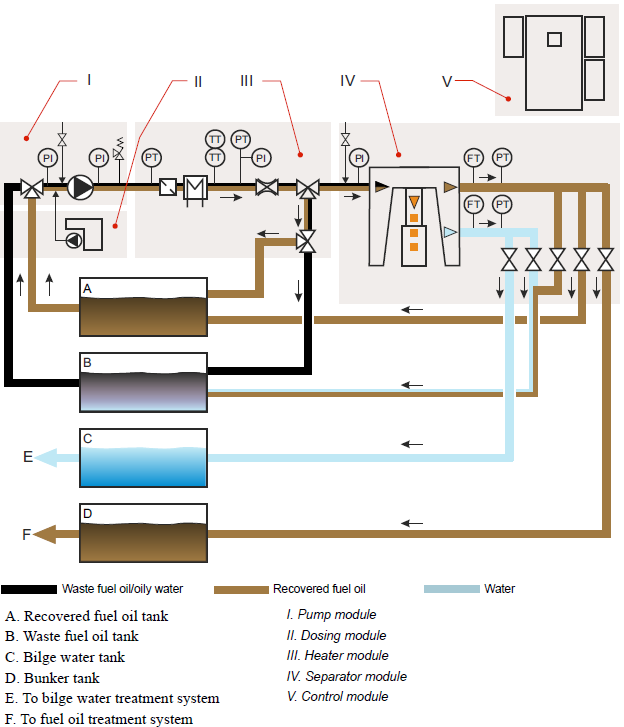 I
II
III
IV
V
TT
PT
FT
PT
PI
PI
PT
TT
PI
PI
FT
PT
A
B
C
E
D
F
Waste fuel oil/oily water
Recovered fuel oil
Water
A. Recovered fuel oil tank
B. Waste fuel oil tank
C. Bilge water tank
D. Bunker tank
E. To bilge water treatment system
F. To fuel oil treatment system
I. Pump module
II. Dosing module
III. Heater module
IV. Separator module
V. Control module